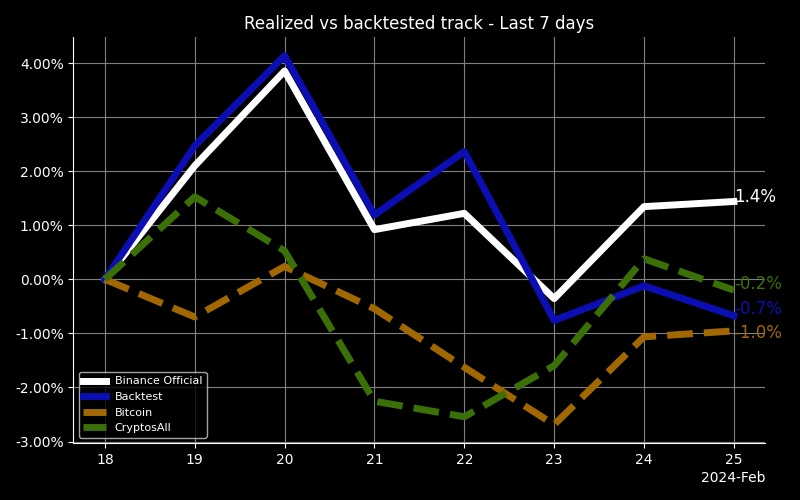 Realized vs backtested track - Last 7 days
4.00%
3.00%
2.00%
1.00%
0.00%
-1.00%
-2.00%
-3.00%
1.4%
-0.2%
-0.7%
-1.0%
Binance Official
Backtest
Bitcoin
CryptosAll
18 19 20 21 22 23 24 25
2024-Feb